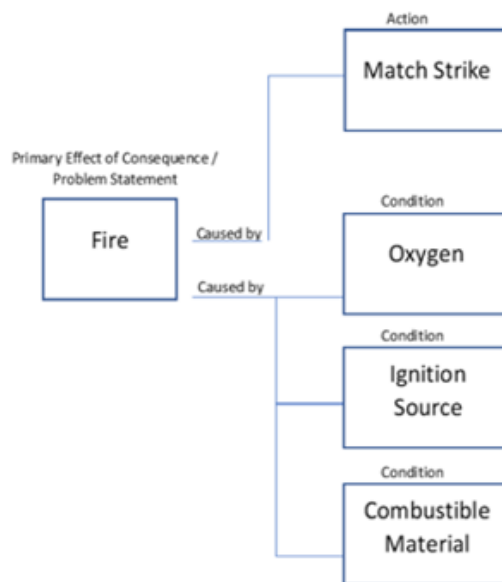 Action
Match Strike
Primary Effect of Consequence /
Problem Statement
Fire
Caused by
Condition
Oxygen
Caused by
Condition
Ignition
Source
Condition
Combustible
Material